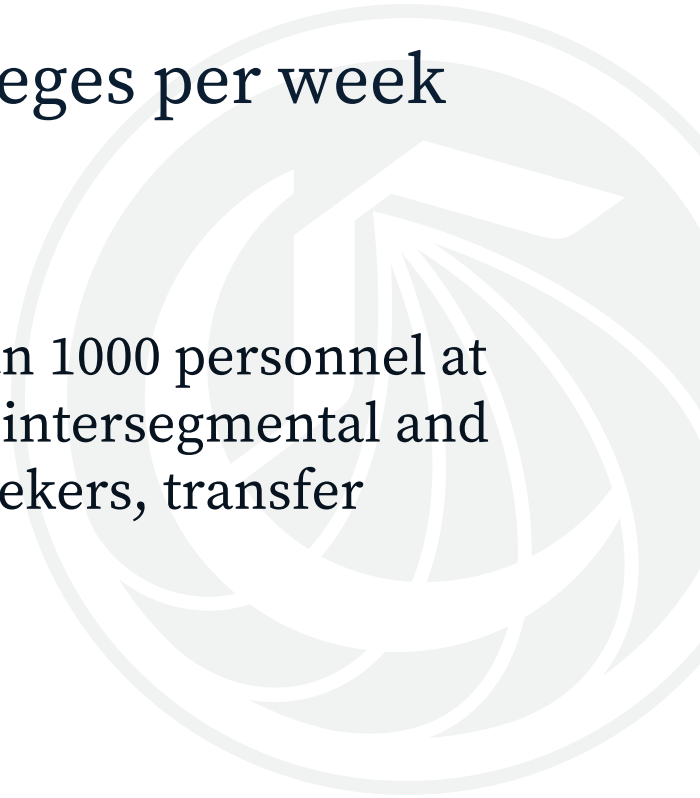 eges per week
n 1000 personnel at
intersegmental and
ekers, transfer